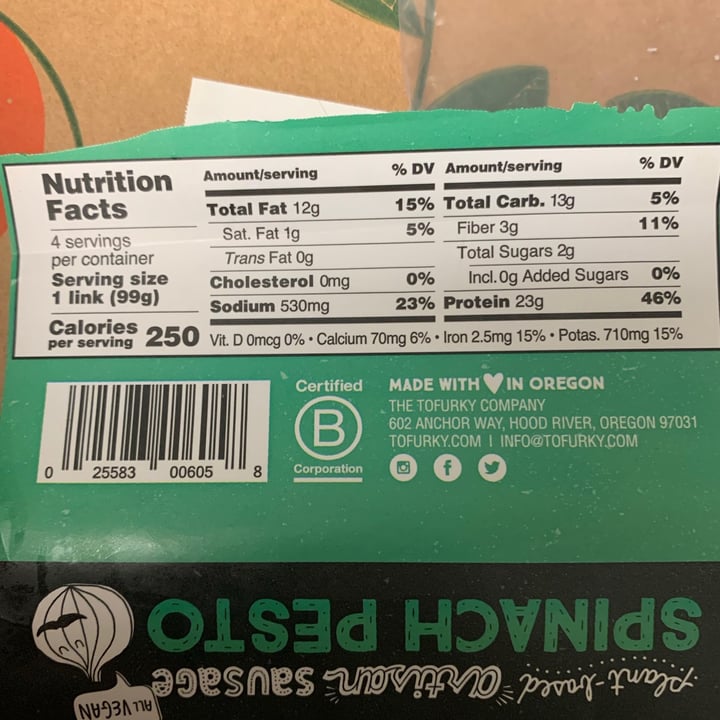 Nutrition
Facts
4 servings
per container
Serving size
1 link (99g)
Calories
per serving 250
Amount/serving % DV
Total Fat 12g 15%
Sat. Fat 1g 5%
Trans Fat 0g
Cholesterol 0mg 0%
Sodium 530mg 23%
Amount/serving % DV
Total Carb. 13g 5%
Fiber 3g 11%
Total Sugars 2g
Incl. 0g Added Sugars 0%
Protein 23g 46%
Vit. D 0mcg 0% • Calcium 70mg 6% • Iron 2.5mg 15% • Potas. 710mg 15%
0 25583 00605 8
Certified
B
Corporation
MADE WITH ♥ IN OREGON
THE TOFURKY COMPANY
602 ANCHOR WAY, HOOD RIVER, OREGON 97031
TOFURKY.COM | INFO@TOFURKY.COM
ALL VEGAN
plant-based artisan sausage
SPINACH PESTO